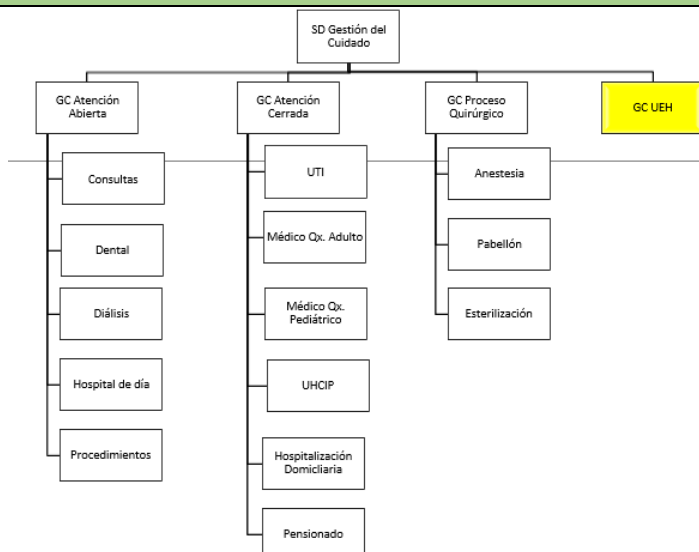 SD Gestión del
Cuidado
GC Atención
Abierta
GC Atención
Cerrada
GC Proceso
Quirúrgico
GC UEH
Consultas
Dental
Diálisis
Hospital de día
Procedimientos
UTI
Médico Qx. Adulto
Médico Qx.
Pediátrico
UHCIP
Hospitalización
Domicliaria
Pensionado
Anestesia
Pabellón
Esterilización